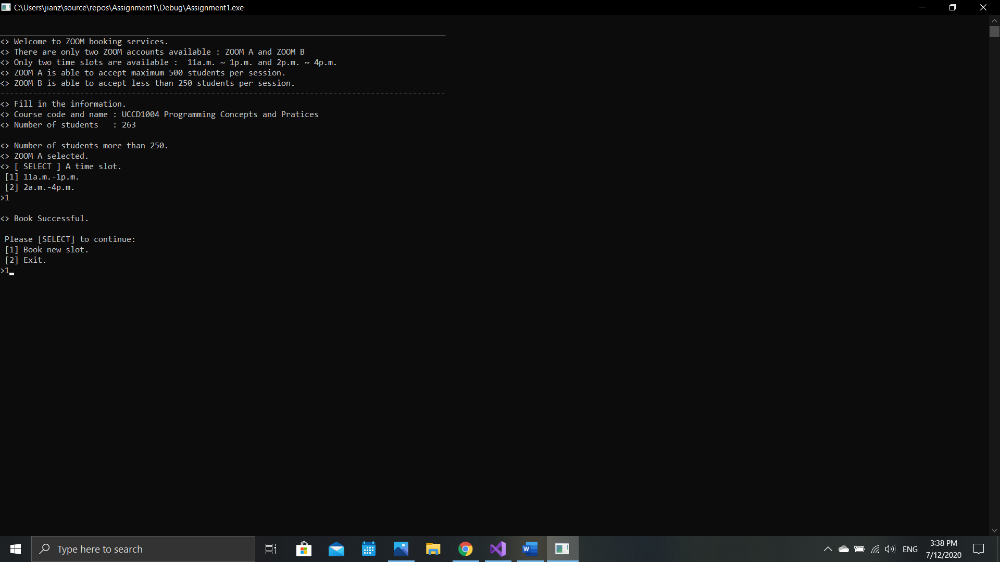 C:\Users\jianz\source\repos\Assignment1\Debug\Assignment1.exe
<> Welcome to ZOOM booking services.
<> There are only two ZOOM accounts available : ZOOM A and ZOOM B
<> Only two time slots are available :  11a.m. ~ 1p.m. and 2p.m. ~ 4p.m.
<> ZOOM A is able to accept maximum 500 students per session.
<> ZOOM B is able to accept less than 250 students per session.
-----------------------------------------------------------------------------------------------
<> Fill in the information.
<> Course code and name : UCCD1004 Programming Concepts and Pratices
<> Number of students   : 263
<> Number of students more than 250.
<> ZOOM A selected.
<> [ SELECT ] A time slot.
[1] 11a.m.-1p.m.
[2] 2a.m.-4p.m.
>1
<> Book Successful.
Please [SELECT] to continue:
[1] Book new slot.
[2] Exit.
>1
Type here to search
W
ENG
3:38 PM
7/12/2020